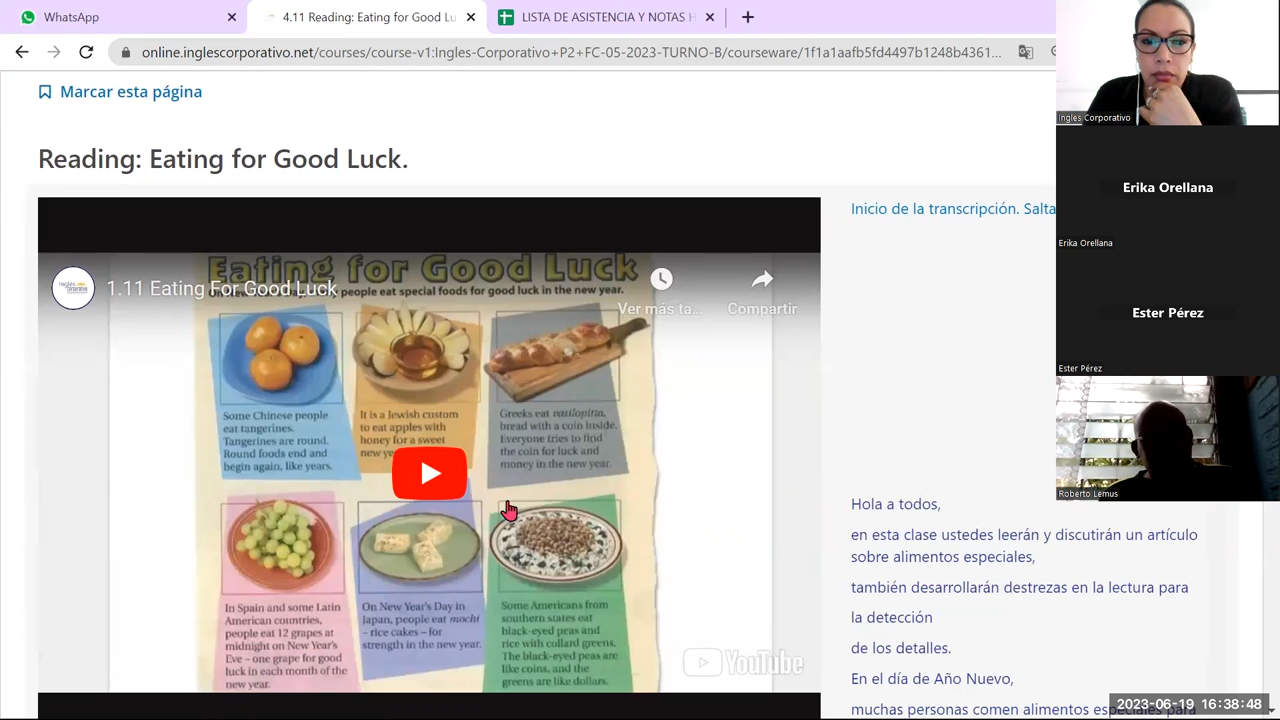 WhatsApp
4.11 Reading: Eating for Good Lu
LISTA DE ASISTENCIA Y NOTAS H
online.inglescorporativo.net/courses/course-v1:Ingles-Corporativo+P2+FC-05-2023-TURNO-B/courseware/1f1a1aafb5fd4497b1248b4361...
Marcar esta página
Reading: Eating for Good Luck.
Eating for Good Luck
people eat special foods for good luck in the new year.
1.11 Eating For Good Luck
Ver más ta...
Compartir
Some Chinese people
eat tangerines.
Tangerines are round.
Round foods end and
begin again, like years.
It is a Jewish custom
to eat apples with
honey for a sweet
new
Greeks eat vasilopita,
bread with a coin inside.
Everyone tries to find
the coin for luck and
money in the new year.
In Spain and some Latin
American countries,
people eat 12 grapes at
midnight on New Year's
Eve – one grape for good
luck in each month of the
new year.
On New Year's Day in
Japan, people eat mochi
– rice cakes – for
strength in the new year.
Some Americans from
southern states eat
black-eyed peas and
rice with collard greens.
The black-eyed peas are
like coins, and the
greens are like dollars.
YouTube
Inicio de la transcripción. Salta
Hola a todos,
en esta clase ustedes leerán y discutirán un artículo
sobre alimentos especiales,
también desarrollarán destrezas en la lectura para
la detección
de los detalles.
En el día de Año Nuevo,
muchas personas comen alimentos especiales para
Ingles Corporativo
Erika Orellana
Erika Orellana
Ester Pérez
Ester Pérez
Roberto Lemus
2023-06-19 16:38:48